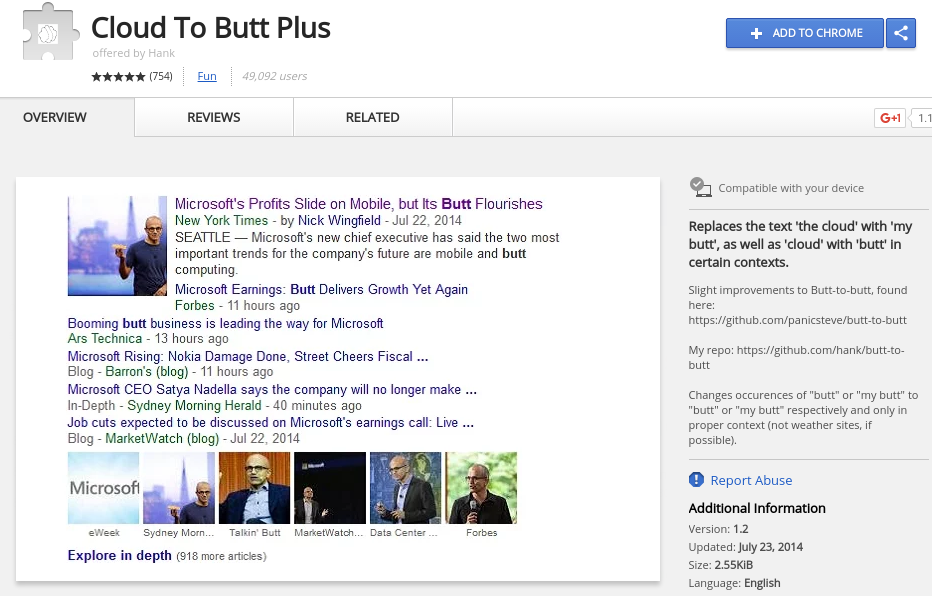 Cloud To Butt Plus
offered by Hank
(754)
Fun
49,092 users
ADD TO CHROME
OVERVIEW
REVIEWS
RELATED
G+1
1.1
Microsoft's Profits Slide on Mobile, but Its Butt Flourishes
New York Times - by Nick Wingfield - Jul 22, 2014
SEATTLE — Microsoft's new chief executive has said the two most
important trends for the company's future are mobile and butt
computing.
Microsoft Earnings: Butt Delivers Growth Yet Again
Forbes - 11 hours ago
Booming butt business is leading the way for Microsoft
Ars Technica - 13 hours ago
Microsoft Rising: Nokia Damage Done, Street Cheers Fiscal ...
Blog - Barron's (blog) - 11 hours ago
Microsoft CEO Satya Nadella says the company will no longer make ...
In-Depth - Sydney Morning Herald - 40 minutes ago
Job cuts expected to be discussed on Microsoft's earnings call: Live ...
Blog - MarketWatch (blog) - Jul 22, 2014
Microsoft
eWeek
Sydney Morn...
Talkin' Butt
MarketWatch...
Data Center ...
Forbes
Explore in depth (918 more articles)
Compatible with your device
Replaces the text 'the cloud' with 'my
butt', as well as 'cloud' with 'butt' in
certain contexts.
Slight improvements to Butt-to-butt, found
here:
https://github.com/panicsteve/butt-to-butt
My repo: https://github.com/hank/butt-to-
butt
Changes occurences of "butt" or "my butt" to
"butt" or "my butt" respectively and only in
proper context (not weather sites, if
possible).
Report Abuse
Additional Information
Version: 1.2
Updated: July 23, 2014
Size: 2.55KiB
Language: English